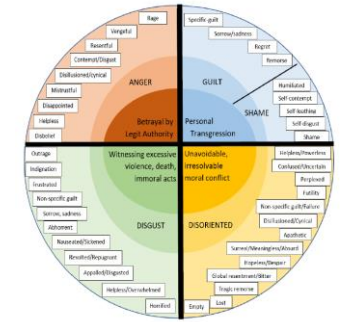 Rage
Vengeful
Resentful
Contempt/Disgust
Disillusioned/cynical
Mistrustful
Disappointed
Helpless
Disbelief
ANGER
Betrayal by
Legit Authority
Specific-guilt
Sorrow/sadness
Regret
Remorse
GUILT
SHAME
Humiliated
Self-contempt
Self-loathing
Self-disgust
Shame
Personal
Transgression
Outrage
Indignation
Frustrated
Non-specific guilt
Sorrow, sadness
Abhorrent
Nauseated/Sickened
Revolted/Repugnant
Appalled/Disgusted
Helpless/Overwhelmed
Horrified
Witnessing excessive
violence, death,
immoral acts
DISGUST
Unavoidable,
irresolvable
moral conflict
DISORIENTED
Helpless/Powerless
Confused/Uncertain
Perplexed
Futility
Non-specific guilt/Failure
Disillusioned/Cynical
Apathetic
Surreal/Meaningless/Absurd
Hopeless/Despair
Global resentment/Bitter
Tragic remorse
Lost
Empty